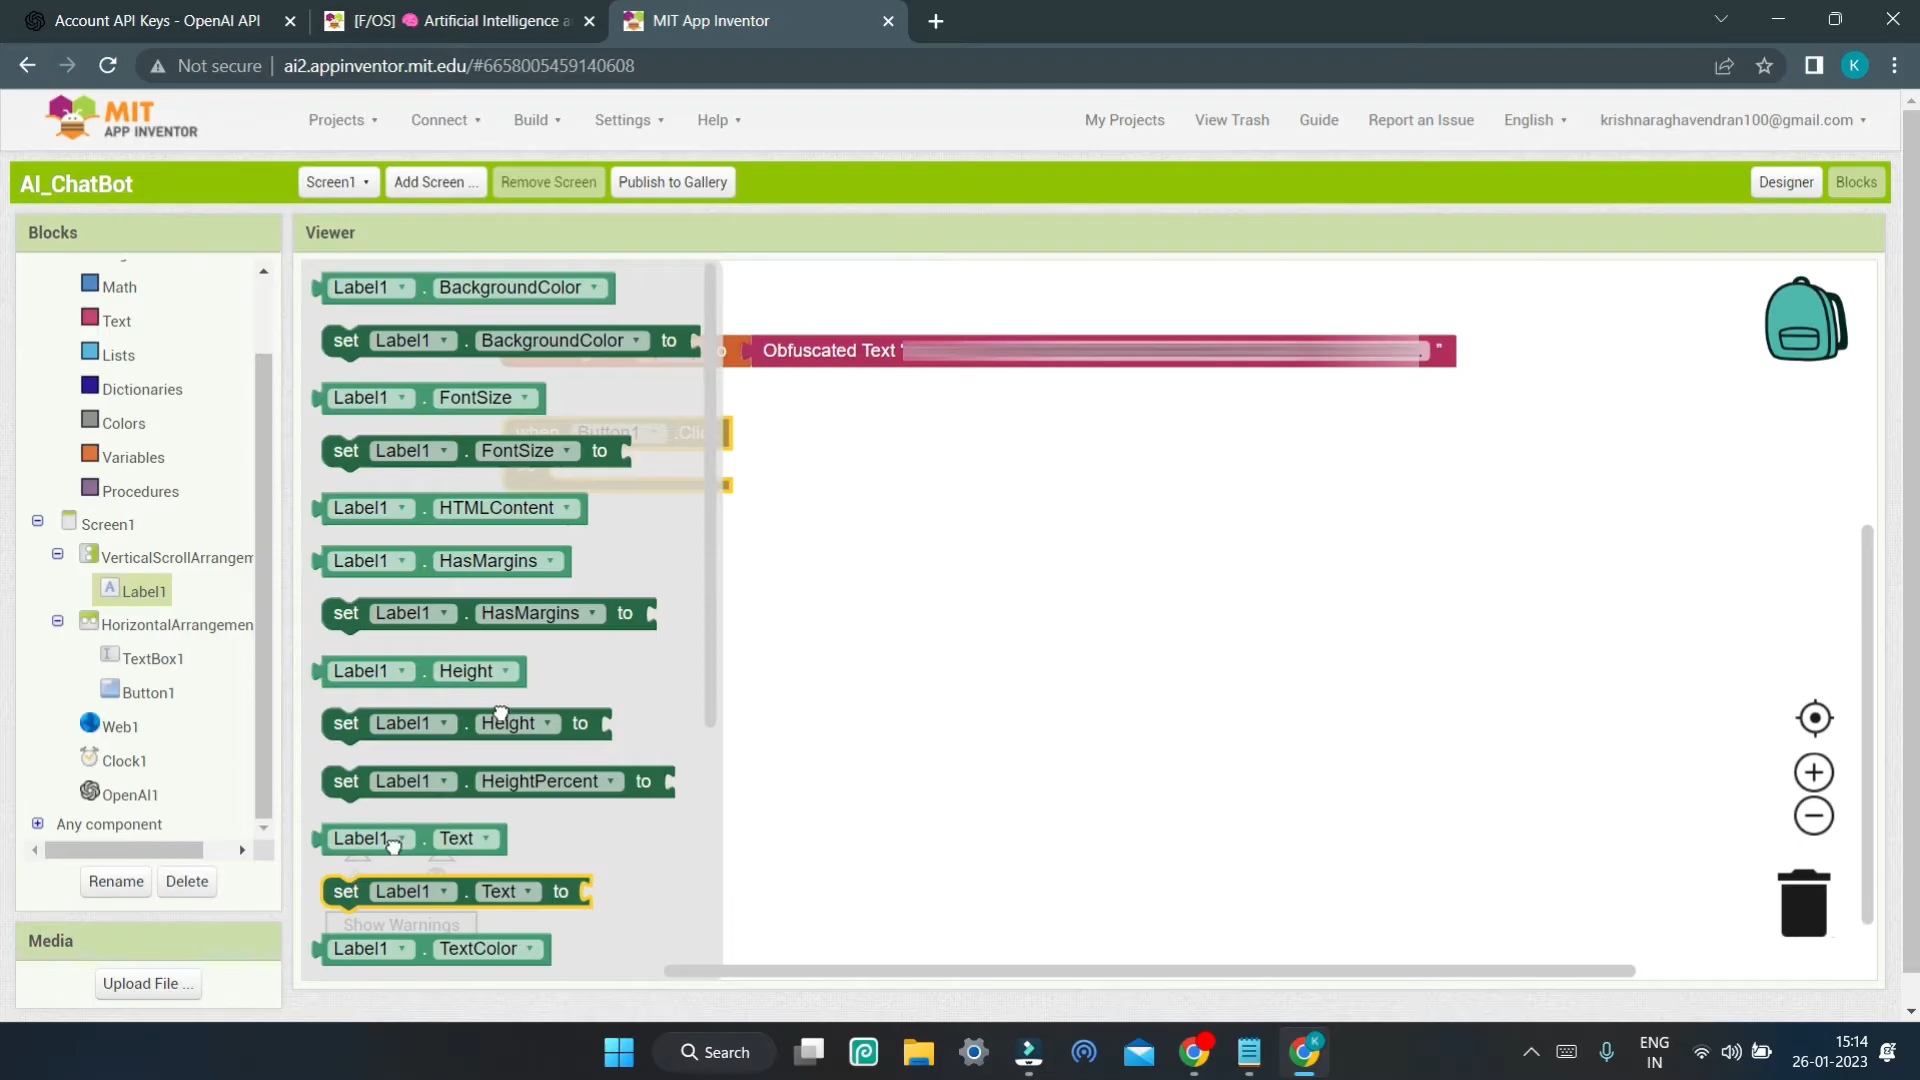 Account API Keys - OpenAI API
[F/OS] 🧠 Artificial Intelligence a
MIT App Inventor
Not secure
ai2.appinventor.mit.edu/#6658005459140608
K
MIT
APP INVENTOR
Projects
Connect
Build
Settings
Help
My Projects
View Trash
Guide
Report an Issue
English
krishnaraghavendran100@gmail.com
AI_ChatBot
Screen1
Add Screen ...
Remove Screen
Publish to Gallery
Designer
Blocks
Blocks
Viewer
Math
Text
Lists
Dictionaries
Colors
Variables
Procedures
Screen1
VerticalScrollArrangem
Label1
HorizontalArrangemen
TextBox1
Button1
Web1
Clock1
OpenAI1
Any component
Rename
Delete
Media
Upload File ...
Label1 . BackgroundColor
set Label1 . BackgroundColor to
to Obfuscated Text " "
Label1 . FontSize
when Button1 .Clic
set Label1 . FontSize to
Label1 . HTMLContent
Label1 . HasMargins
set Label1 . HasMargins to
Label1 . Height
set Label1 . Height to
set Label1 . HeightPercent to
Label1 . Text
set Label1 . Text to
Show Warnings
Label1 . TextColor
Search
K
ENG
IN
15:14
26-01-2023